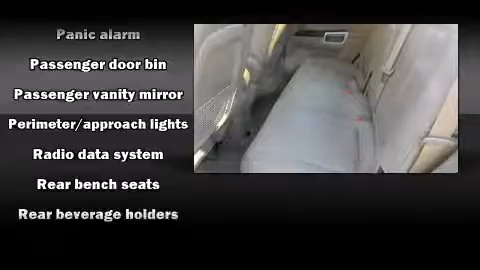 Panic alarm
Passenger door bin
Passenger vanity mirror
Perimeter/approach lights
Radio data system
Rear bench seats
Rear beverage holders